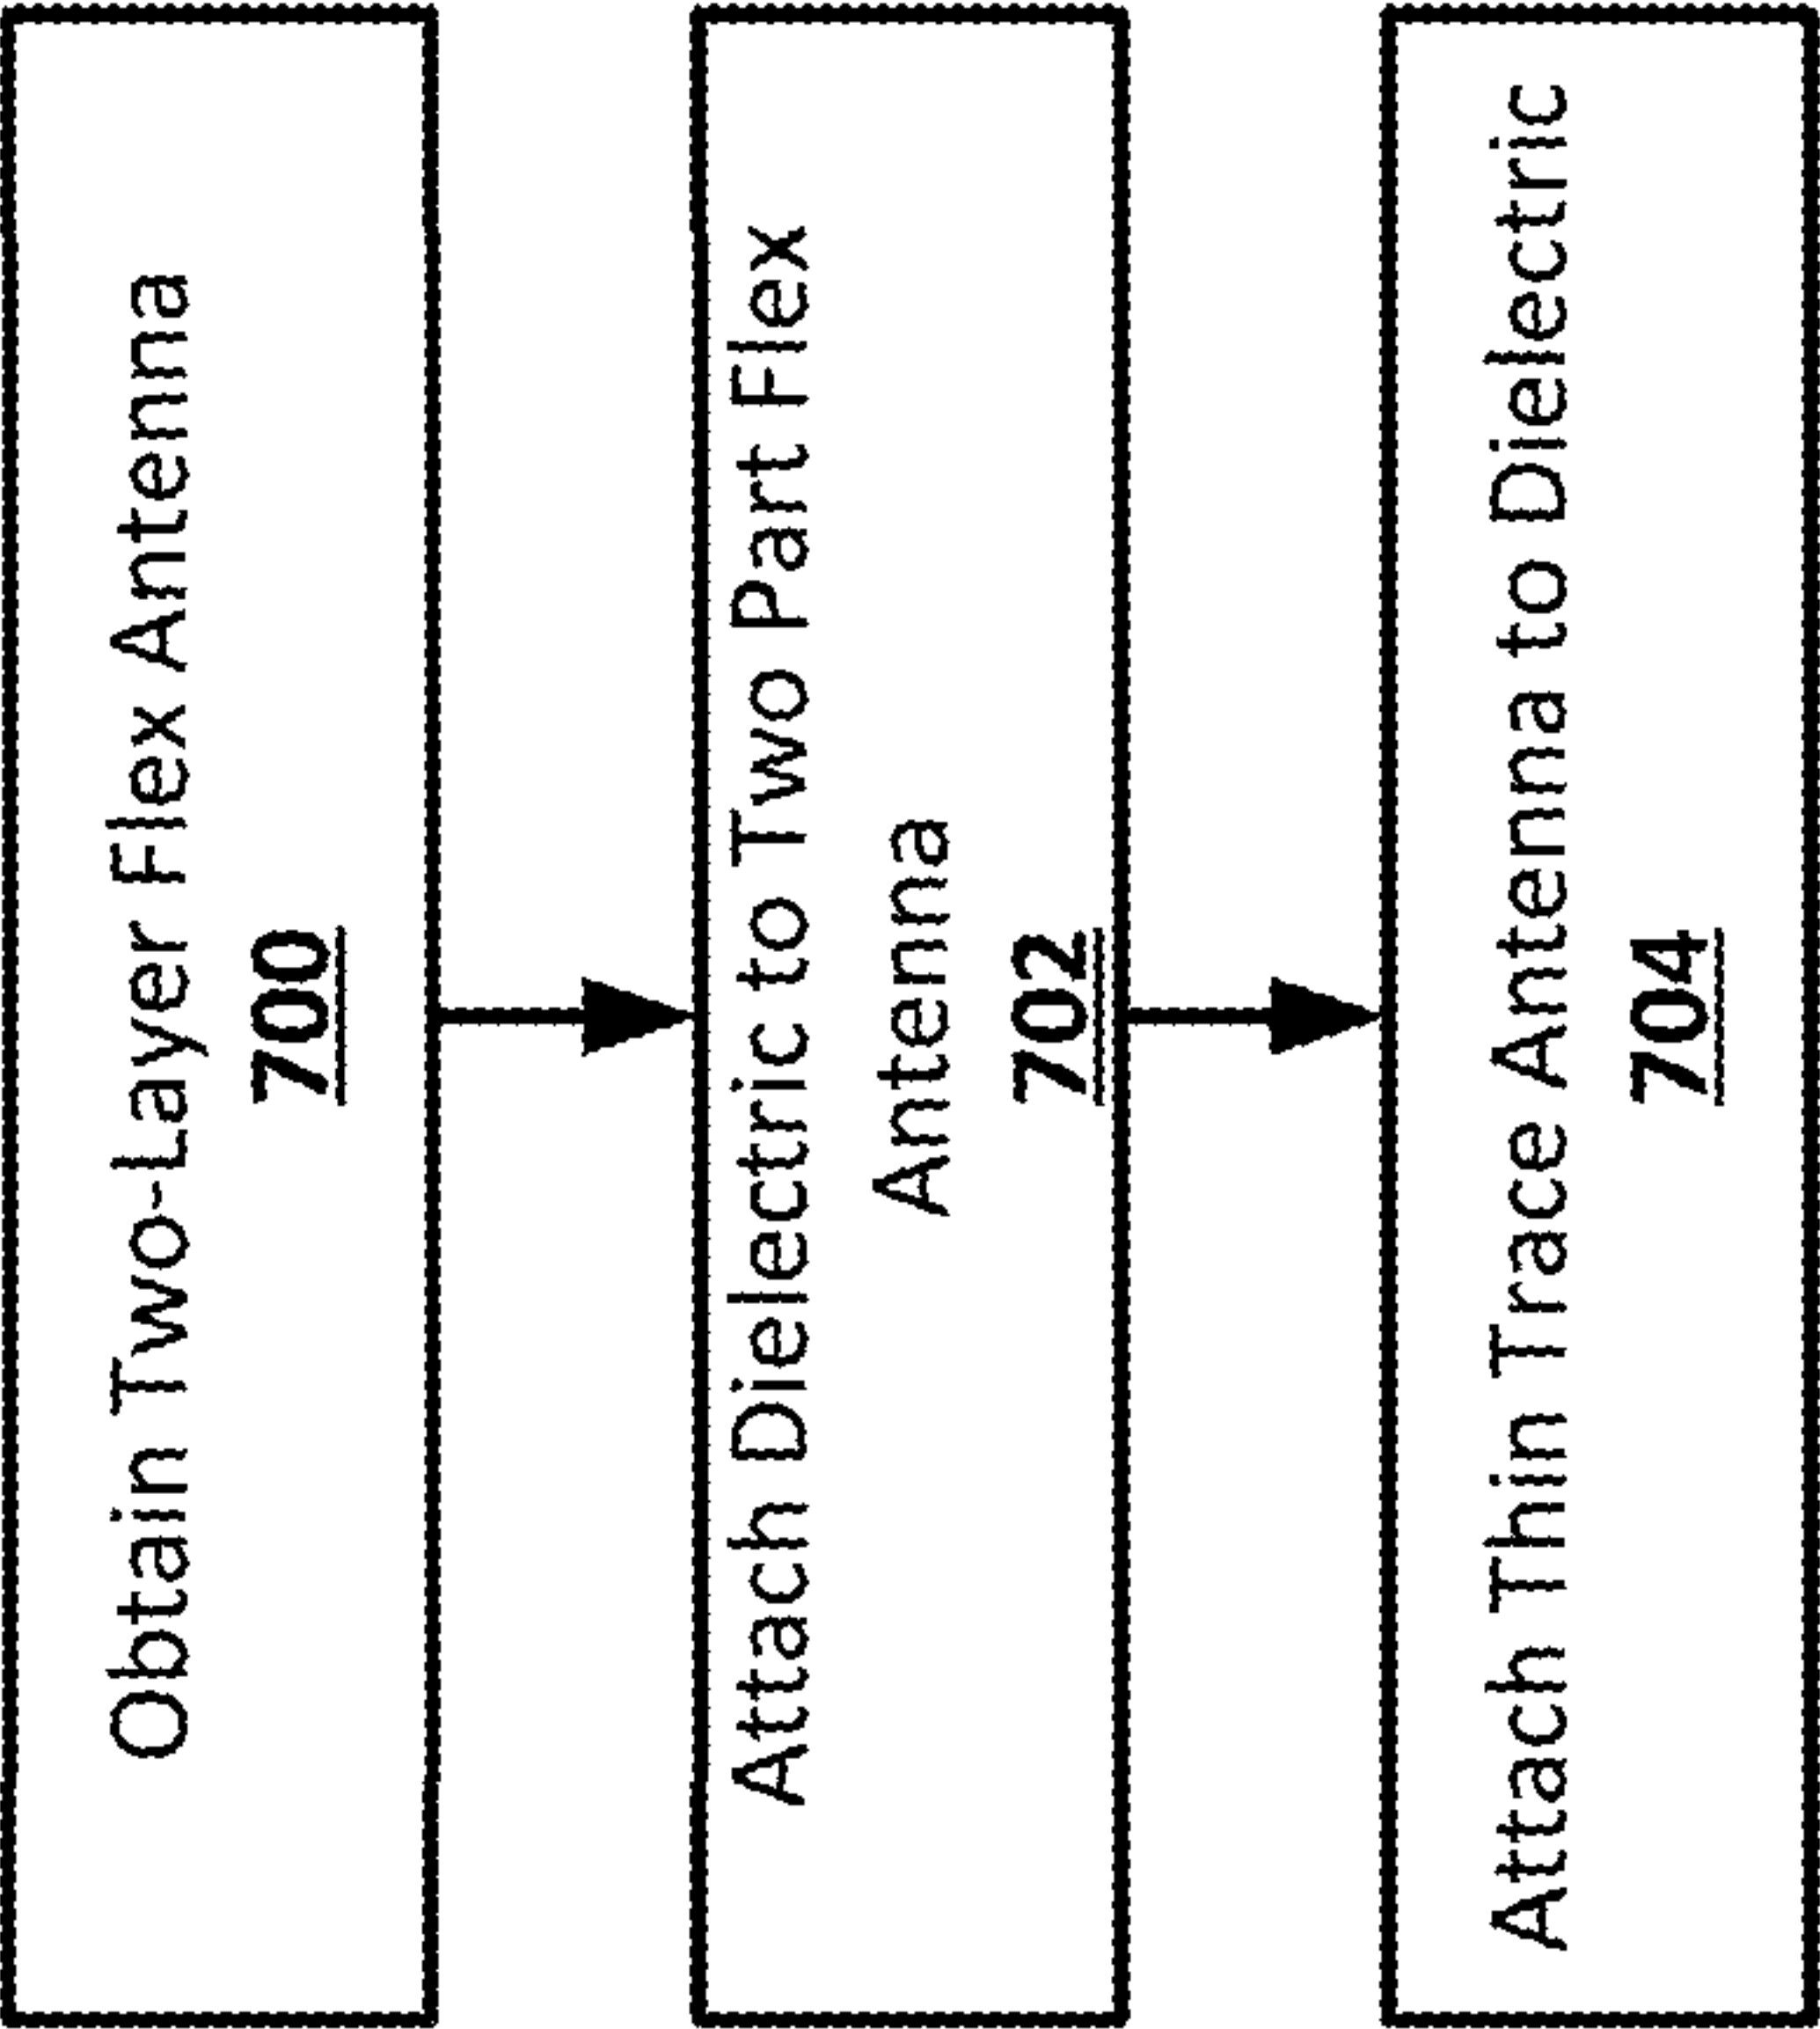 Obtain Two-Layer Flex Antenna
700
Attach Dielectric to Two Part Flex
Antenna
702
Attach Thin Trace Antenna to Dielectric
704